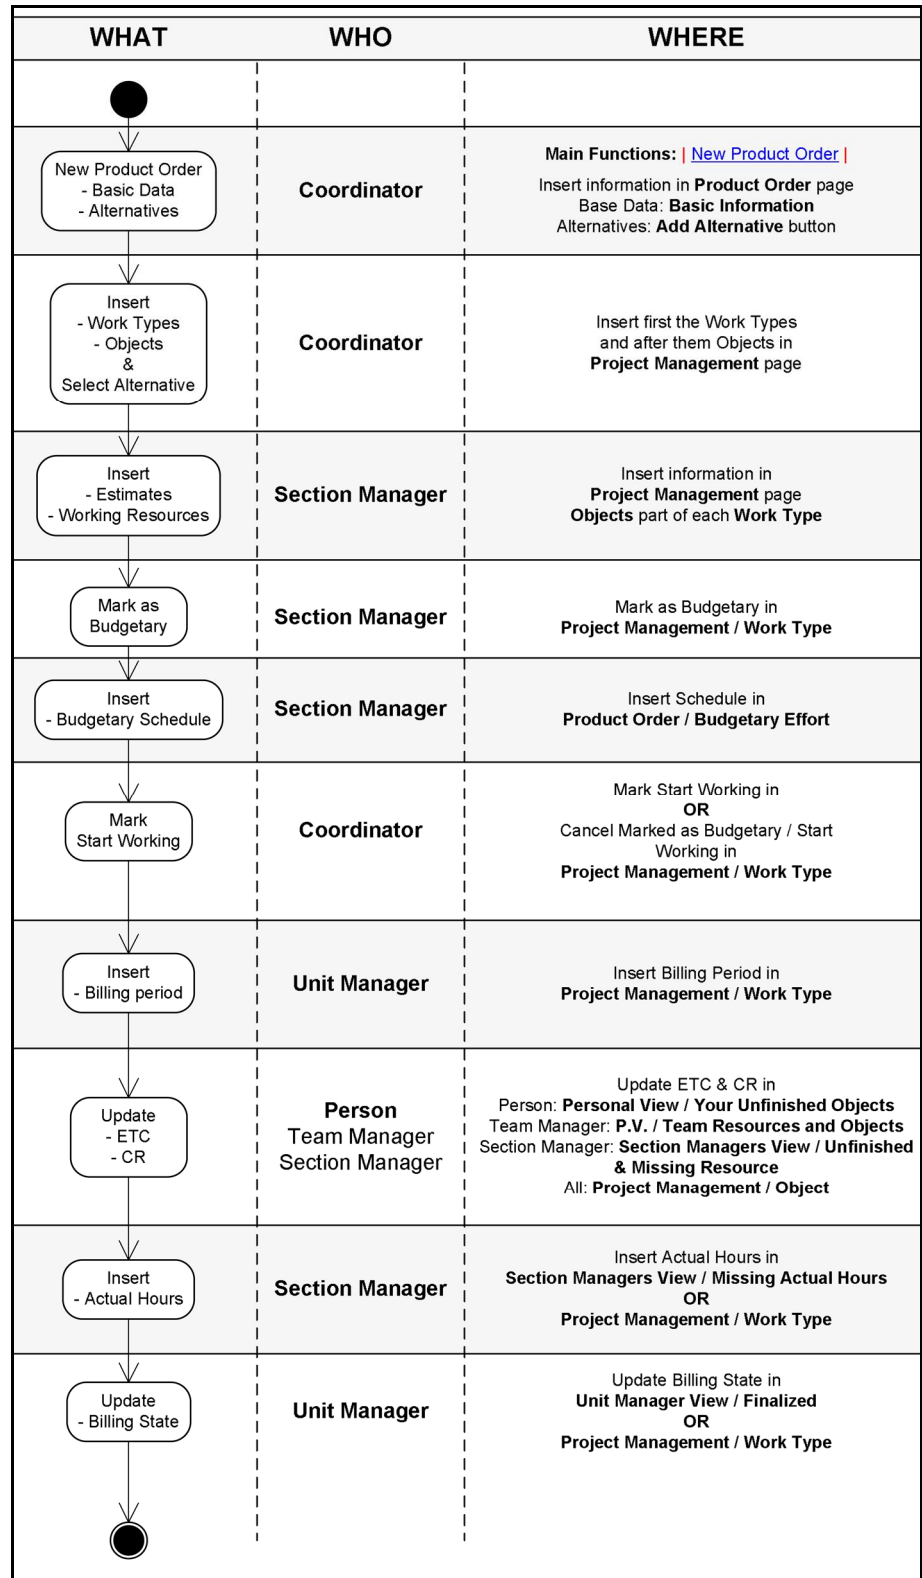 WHAT
WHO
WHERE
New Product Order
- Basic Data
- Alternatives
Coordinator
Main Functions: | New Product Order |
Insert information in Product Order page
Base Data: Basic Information
Alternatives: Add Alternative button
Insert
- Work Types
- Objects
&
Select Alternative
Coordinator
Insert first the Work Types
and after them Objects in
Project Management page
Insert
- Estimates
- Working Resources
Section Manager
Insert information in
Project Management page
Objects part of each Work Type
Mark as
Budgetary
Section Manager
Mark as Budgetary in
Project Management / Work Type
Insert
- Budgetary Schedule
Section Manager
Insert Schedule in
Product Order / Budgetary Effort
Mark
Start Working
Coordinator
Mark Start Working in
OR
Cancel Marked as Budgetary / Start
Working in
Project Management / Work Type
Insert
- Billing period
Unit Manager
Insert Billing Period in
Project Management / Work Type
Update
- ETC
- CR
Person
Team Manager
Section Manager
Update ETC & CR in
Person: Personal View / Your Unfinished Objects
Team Manager: P.V. / Team Resources and Objects
Section Manager: Section Managers View / Unfinished
& Missing Resource
All: Project Management / Object
Insert
- Actual Hours
Section Manager
Insert Actual Hours in
Section Managers View / Missing Actual Hours
OR
Project Management / Work Type
Update
- Billing State
Unit Manager
Update Billing State in
Unit Manager View / Finalized
OR
Project Management / Work Type